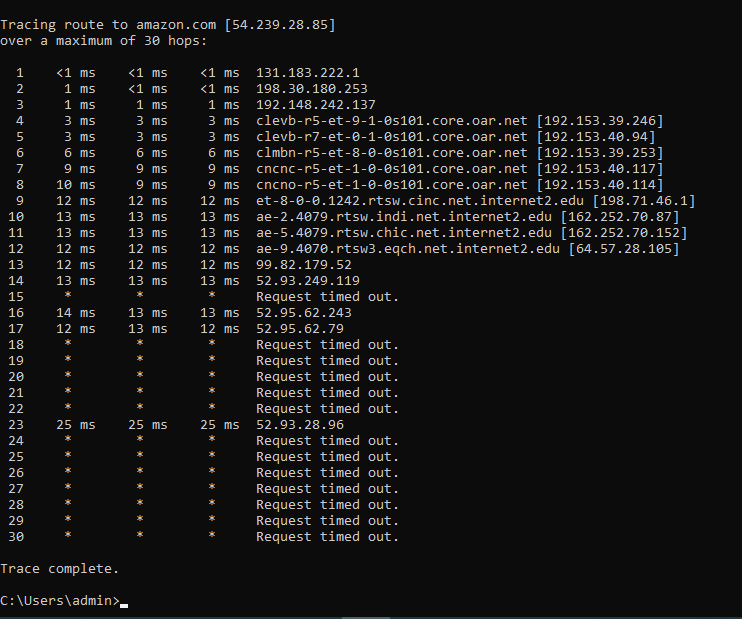 Tracing route to amazon.com [54.239.28.85]
over a maximum of 30 hops:
1 <1 ms <1 ms <1 ms 131.183.222.1
2 1 ms <1 ms <1 ms 198.30.180.253
3 1 ms 1 ms 1 ms 192.148.242.137
4 3 ms 3 ms 3 ms clevb-r5-et-9-1-0s101.core.oar.net [192.153.39.246]
5 3 ms 3 ms 3 ms clevb-r7-et-0-1-0s101.core.oar.net [192.153.40.94]
6 6 ms 6 ms 6 ms clmbn-r5-et-8-0-0s101.core.oar.net [192.153.39.253]
7 9 ms 9 ms 9 ms cncnc-r5-et-1-0-0s101.core.oar.net [192.153.40.117]
8 10 ms 9 ms 9 ms cncno-r5-et-1-0-0s101.core.oar.net [192.153.40.114]
9 12 ms 12 ms 12 ms et-8-0-0.1242.rtsw.cinc.net.internet2.edu [198.71.46.1]
10 13 ms 13 ms 13 ms ae-2.4079.rtsw.indi.net.internet2.edu [162.252.70.87]
11 13 ms 13 ms 13 ms ae-5.4079.rtsw.chic.net.internet2.edu [162.252.70.152]
12 12 ms 12 ms 12 ms ae-9.4070.rtsw3.eqch.net.internet2.edu [64.57.28.105]
13 12 ms 12 ms 12 ms 99.82.179.52
14 13 ms 13 ms 13 ms 52.93.249.119
15 * * * Request timed out.
16 14 ms 13 ms 13 ms 52.95.62.243
17 12 ms 13 ms 12 ms 52.95.62.79
18 * * * Request timed out.
19 * * * Request timed out.
20 * * * Request timed out.
21 * * * Request timed out.
22 * * * Request timed out.
23 25 ms 25 ms 25 ms 52.93.28.96
24 * * * Request timed out.
25 * * * Request timed out.
26 * * * Request timed out.
27 * * * Request timed out.
28 * * * Request timed out.
29 * * * Request timed out.
30 * * * Request timed out.
Trace complete.
C:\Users\admin>